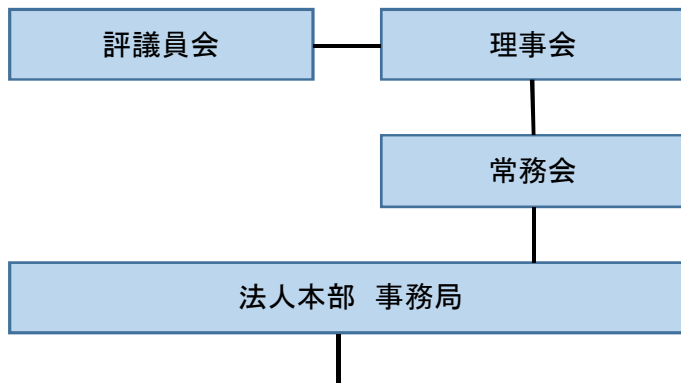 評議員会
理事会
常務会
法人本部　事務局